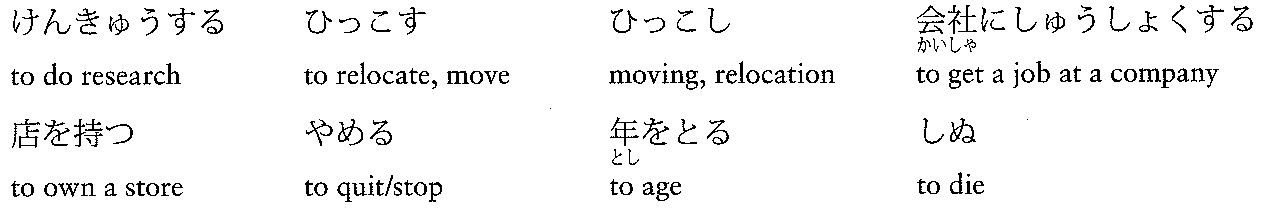 けんきゅうする ひっこす ひっこし 会社にしゅうしょくする
かいしゃ
to do research to relocate, move moving, relocation to get a job at a company
店を持つ やめる 年をとる しぬ
とし
to own a store to quit/stop to age to die